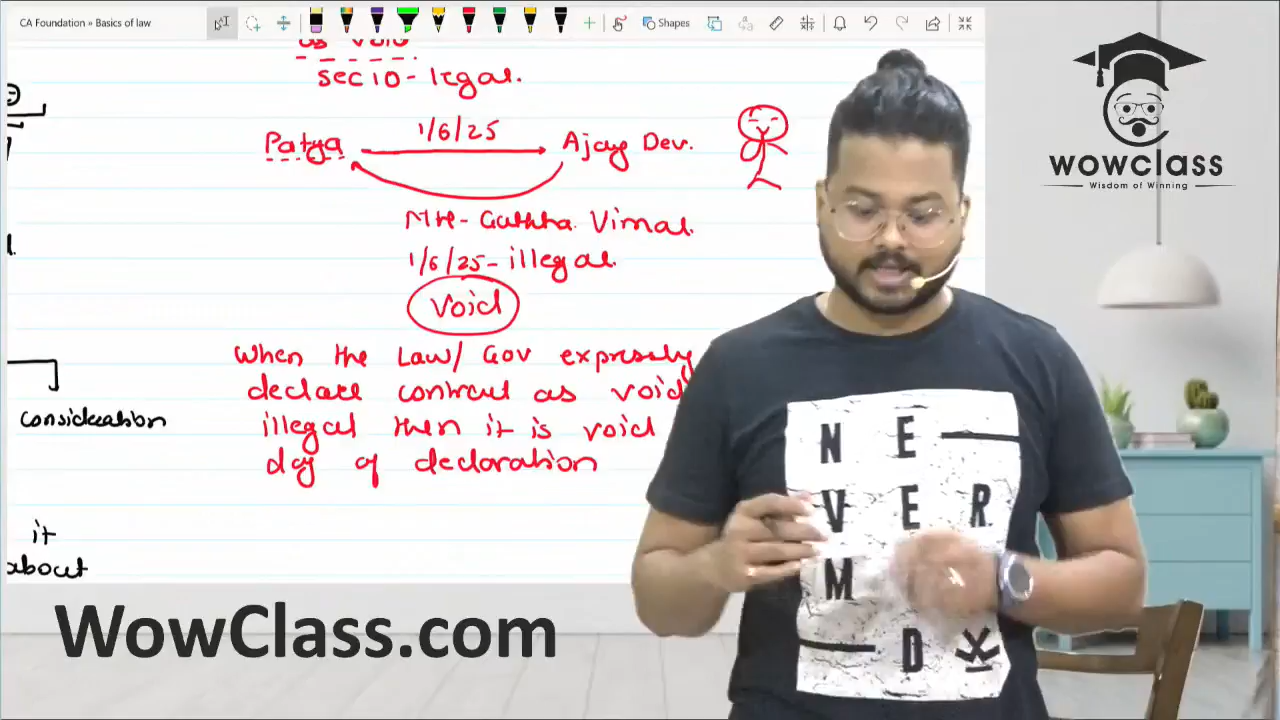 CA Foundation » Basics of law
Shapes
as void
sec 10 - legal.
1/6/25
Patya
Ajay Dev.
MH - Gutkha Vimal.
1/6/25 - illegal.
Void
When the Law/ Gov expressly
declare contract as void
illegal then it is void
day of declaration
consideration
it
about
wowclass
Wisdom of Winning
N E
V E R
M
D
WowClass.com